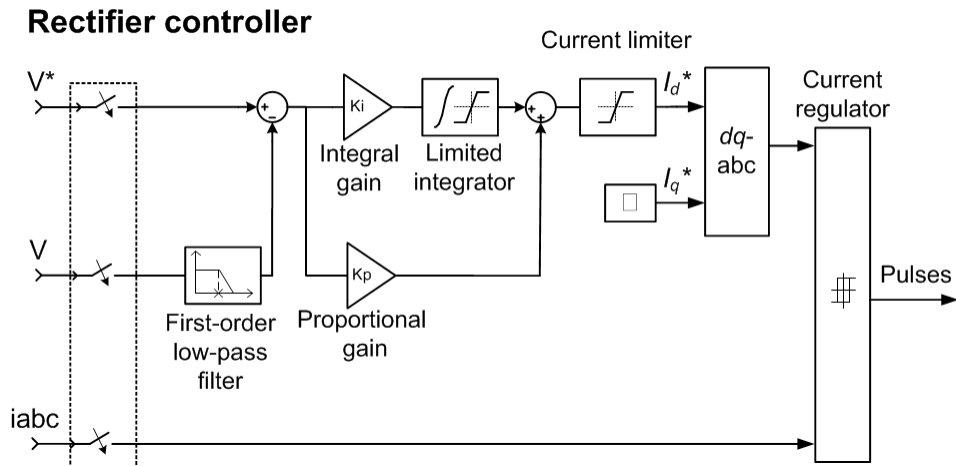 Rectifier controller
Current limiter
V*
Ki
Id*
Current
regulator
Integral
gain
Limited
integrator
dq-
abc
Iq*
V
Kp
Pulses
First-order
low-pass
filter
Proportional
gain
iabc